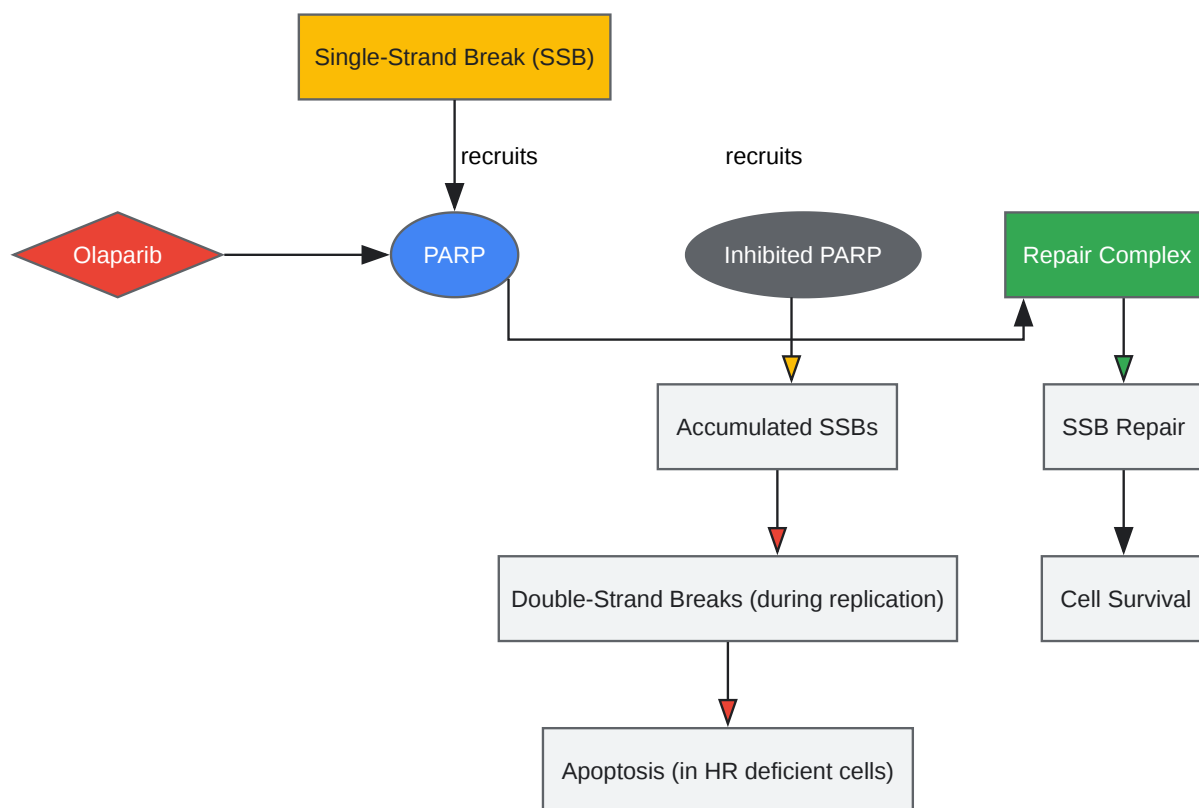 Single-Strand Break (SSB)
recruits
recruits
Olaparib
PARP
Inhibited PARP
Repair Complex
Accumulated SSBs
SSB Repair
Double-Strand Breaks (during replication)
Cell Survival
Apoptosis (in HR deficient cells)